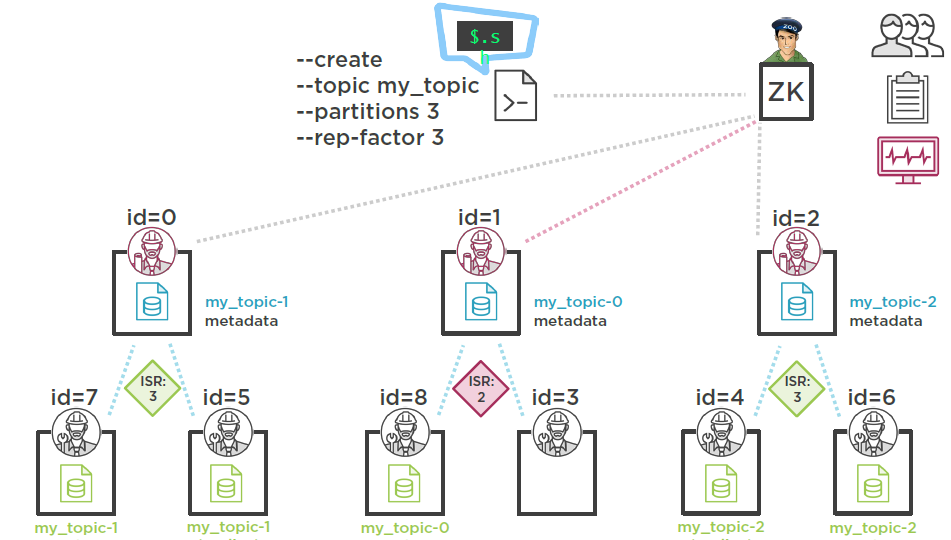 $.s
h
ZOO
--create
--topic my_topic
--partitions 3
--rep-factor 3
ZK
id=0
id=1
id=2
my_topic-1
metadata
my_topic-0
metadata
my_topic-2
metadata
ISR:
3
ISR:
2
ISR:
3
id=7
id=5
id=8
id=3
id=4
id=6
my_topic-1
my_topic-1
my_topic-0
my_topic-2
my_topic-2